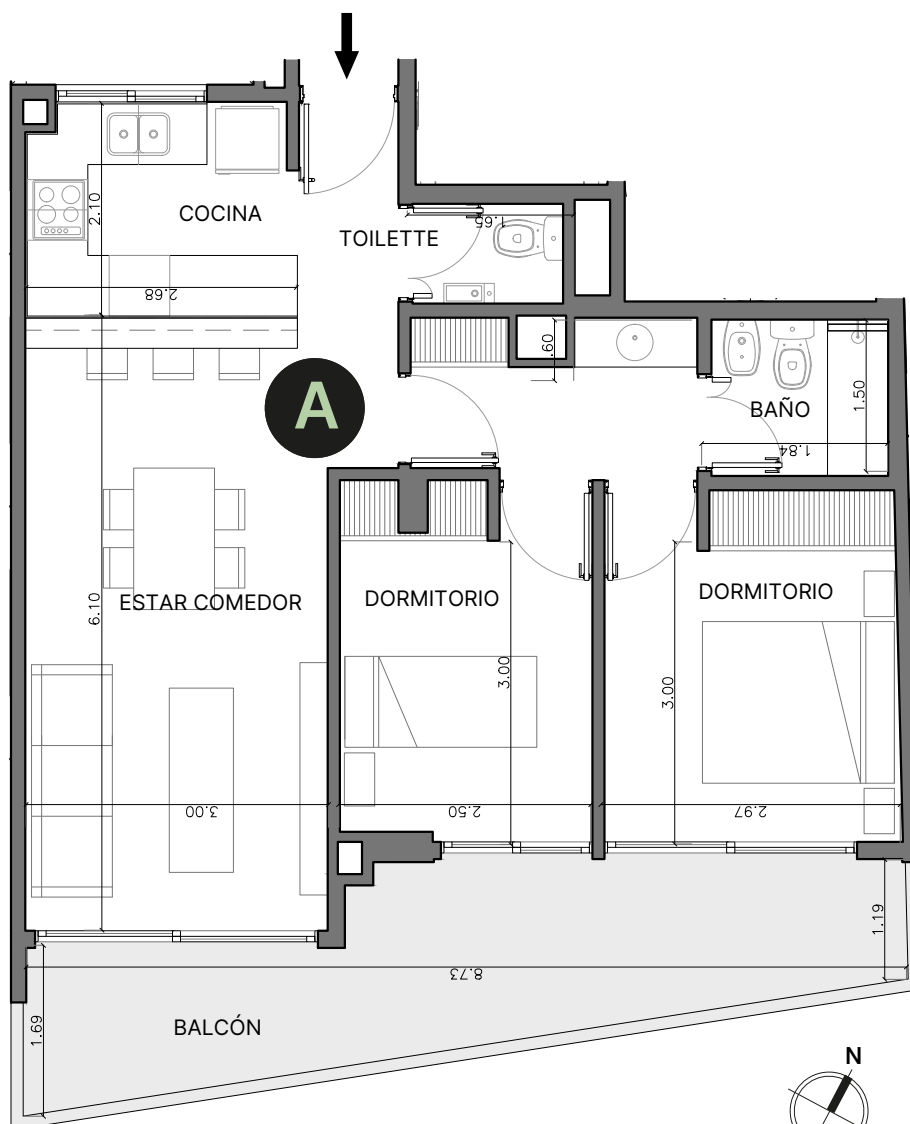 COCINA
2.10
2.68
TOILETTE
1.65
.60
A
BAÑO
1.50
1.84
ESTAR COMEDOR
6.10
DORMITORIO
3.00
DORMITORIO
3.00
3.00
2.50
2.97
1.19
8.73
BALCÓN
1.69
N